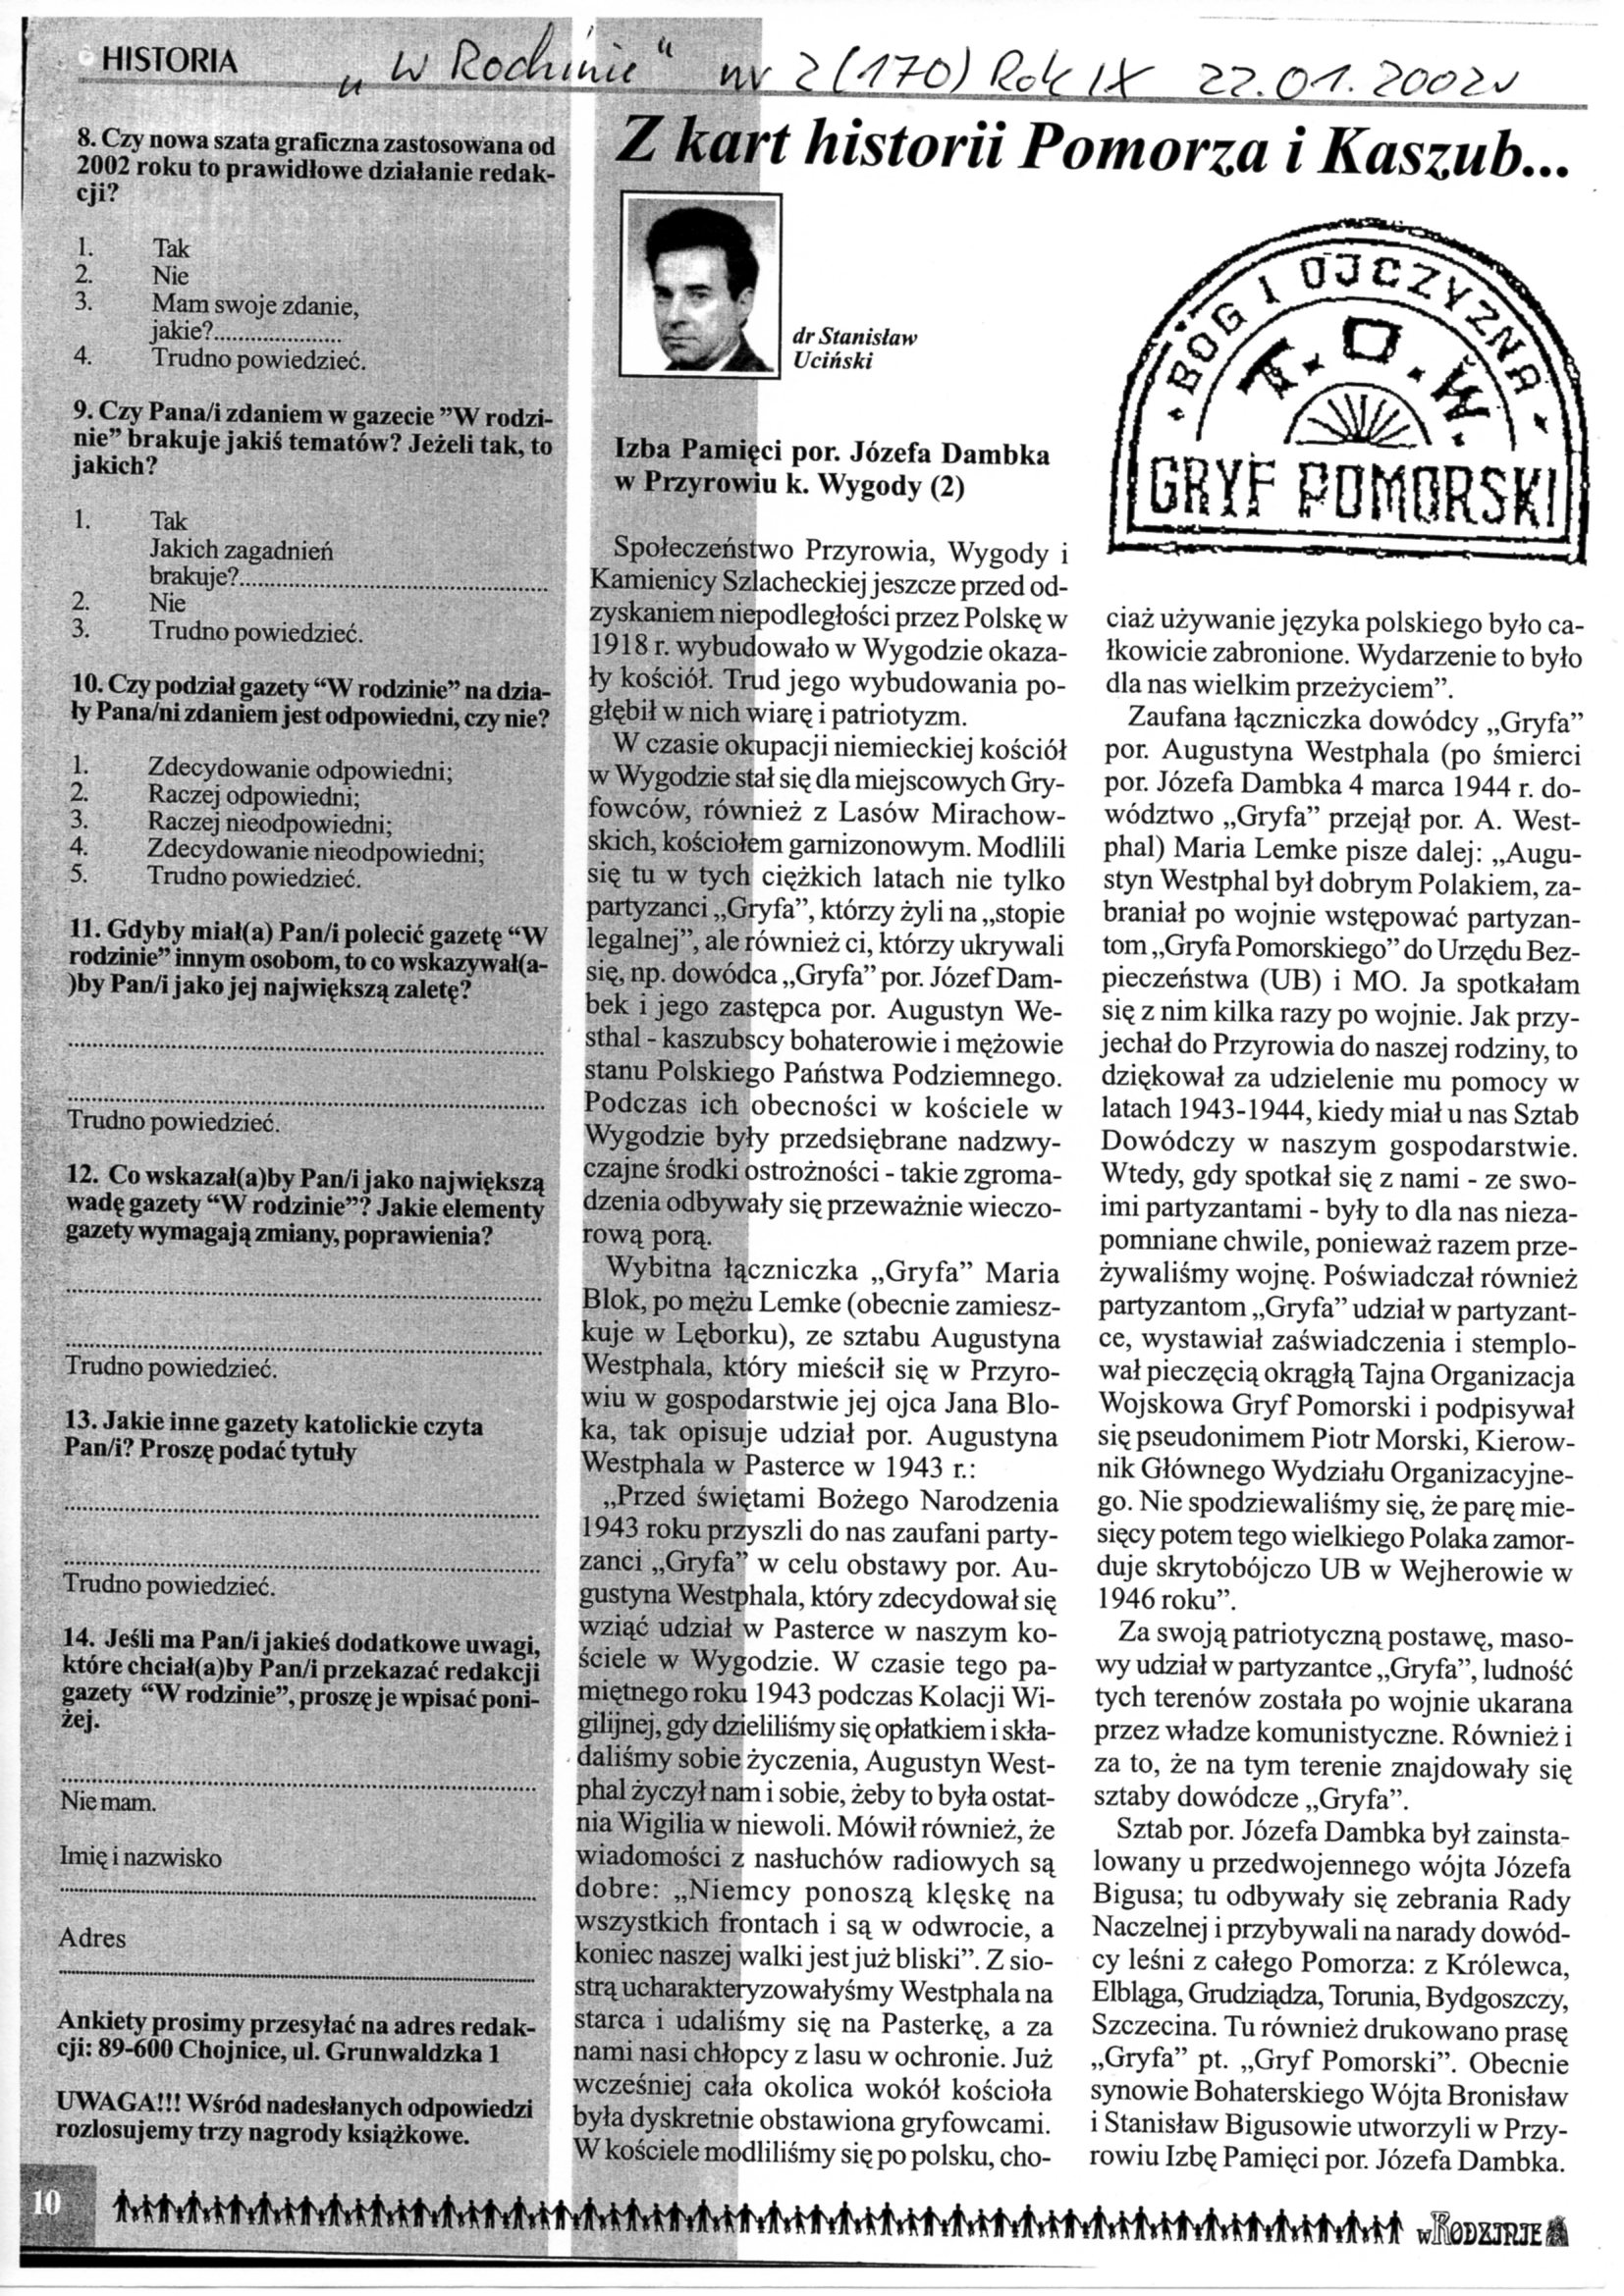 HISTORIA
„W Rodzinie" nr 2 (170) Rok IX 22.01.2002r
8. Czy nowa szata graficzna zastosowana od
2002 roku to prawidłowe działanie redak-
cji?
1. Tak
2. Nie
3. Mam swoje zdanie,
jakie?.....................
4. Trudno powiedzieć.
9. Czy Pana/i zdaniem w gazecie ”W rodzi-
nie” brakuje jakiś tematów? Jeżeli tak, to
jakich?
1. Tak
Jakich zagadnień
brakuje?...................................................
2. Nie
3. Trudno powiedzieć.
10. Czy podział gazety “W rodzinie” na dzia-
ły Pana/ni zdaniem jest odpowiedni, czy nie?
1. Zdecydowanie odpowiedni;
2. Raczej odpowiedni;
3. Raczej nieodpowiedni;
4. Zdecydowanie nieodpowiedni;
5. Trudno powiedzieć.
11. Gdyby miał(a) Pan/i polecić gazetę “W
rodzinie” innym osobom, to co wskazywał(a-
)by Pan/i jako jej największą zaletę?
Trudno powiedzieć.
12. Co wskazał(a)by Pan/i jako największą
wadę gazety “W rodzinie”? Jakie elementy
gazety wymagają zmiany, poprawienia?
Trudno powiedzieć.
13. Jakie inne gazety katolickie czyta
Pan/i? Proszę podać tytuły
Trudno powiedzieć.
14. Jeśli ma Pan/i jakieś dodatkowe uwagi,
które chciał(a)by Pan/i przekazać redakcji
gazety “W rodzinie”, proszę je wpisać poni-
żej.
Nie mam.
Imię i nazwisko
Adres
Ankiety prosimy przesyłać na adres redak-
cji: 89-600 Chojnice, ul. Grunwaldzka 1
UWAGA!!! Wśród nadesłanych odpowiedzi
rozlosujemy trzy nagrody książkowe.
Z kart historii Pomorza i Kaszub...
dr Stanisław
Uciński
BÓG I OJCZYZNA
T.O.W.
GRYF POMORSKI
Izba Pamięci por. Józefa Dambka
w Przyrowiu k. Wygody (2)
Społeczeństwo Przyrowia, Wygody i
Kamienicy Szlacheckiej jeszcze przed od-
zyskaniem niepodległości przez Polskę w
1918 r. wybudowało w Wygodzie okaza-
ły kościół. Trud jego wybudowania po-
głębił w nich wiarę i patriotyzm.
W czasie okupacji niemieckiej kościół
w Wygodzie stał się dla miejscowych Gry-
fowców, również z Lasów Mirachow-
skich, kościołem garnizonowym. Modlili
się tu w tych ciężkich latach nie tylko
partyzanci „Gryfa”, którzy żyli na „stopie
legalnej”, ale również ci, którzy ukrywali
się, np. dowódca „Gryfa” por. Józef Dam-
bek i jego zastępca por. Augustyn We-
sthal - kaszubscy bohaterowie i mężowie
stanu Polskiego Państwa Podziemnego.
Podczas ich obecności w kościele w
Wygodzie były przedsiębrane nadzwy-
czajne środki ostrożności - takie zgroma-
dzenia odbywały się przeważnie wieczo-
rową porą.
Wybitna łączniczka „Gryfa” Maria
Blok, po mężu Lemke (obecnie zamiesz-
kuje w Lęborku), ze sztabu Augustyna
Westphala, który mieścił się w Przyro-
wiu w gospodarstwie jej ojca Jana Blo-
ka, tak opisuje udział por. Augustyna
Westphala w Pasterce w 1943 r.:
„Przed świętami Bożego Narodzenia
1943 roku przyszli do nas zaufani party-
zanci „Gryfa” w celu obstawy por. Au-
gustyna Westphala, który zdecydował się
wziąć udział w Pasterce w naszym ko-
ściele w Wygodzie. W czasie tego pa-
miętnego roku 1943 podczas Kolacji Wi-
gilijnej, gdy dzieliliśmy się opłatkiem i skła-
daliśmy sobie życzenia, Augustyn West-
phal życzył nam i sobie, żeby to była ostat-
nia Wigilia w niewoli. Mówił również, że
wiadomości z nasłuchów radiowych są
dobre: „Niemcy ponoszą klęskę na
wszystkich frontach i są w odwrocie, a
koniec naszej walki jest już bliski”. Z sio-
strą ucharakteryzowałyśmy Westphala na
starca i udaliśmy się na Pasterkę, a za
nami nasi chłopcy z lasu w ochronie. Już
wcześniej cała okolica wokół kościoła
była dyskretnie obstawiona gryfowcami.
W kościele modliliśmy się po polsku, cho-
ciaż używanie języka polskiego było ca-
łkowicie zabronione. Wydarzenie to było
dla nas wielkim przeżyciem”.
Zaufana łączniczka dowódcy „Gryfa”
por. Augustyna Westphala (po śmierci
por. Józefa Dambka 4 marca 1944 r. do-
wództwo „Gryfa” przejął por. A. West-
phal) Maria Lemke pisze dalej: „Augu-
styn Westphal był dobrym Polakiem, za-
braniał po wojnie wstępować partyzan-
tom „Gryfa Pomorskiego” do Urzędu Bez-
pieczeństwa (UB) i MO. Ja spotkałam
się z nim kilka razy po wojnie. Jak przy-
jechał do Przyrowia do naszej rodziny, to
dziękował za udzielenie mu pomocy w
latach 1943-1944, kiedy miał u nas Sztab
Dowódczy w naszym gospodarstwie.
Wtedy, gdy spotkał się z nami - ze swo-
imi partyzantami - były to dla nas nieza-
pomniane chwile, ponieważ razem prze-
żywaliśmy wojnę. Poświadczał również
partyzantom „Gryfa” udział w partyzant-
ce, wystawiał zaświadczenia i stemplo-
wał pieczęcią okrągłą Tajna Organizacja
Wojskowa Gryf Pomorski i podpisywał
się pseudonimem Piotr Morski, Kierow-
nik Głównego Wydziału Organizacyjne-
go. Nie spodziewaliśmy się, że parę mie-
sięcy potem tego wielkiego Polaka zamor-
duje skrytobójczo UB w Wejherowie w
1946 roku”.
Za swoją patriotyczną postawę, maso-
wy udział w partyzantce „Gryfa”, ludność
tych terenów została po wojnie ukarana
przez władze komunistyczne. Również i
za to, że na tym terenie znajdowały się
sztaby dowódcze „Gryfa”.
Sztab por. Józefa Dambka był zainsta-
lowany u przedwojennego wójta Józefa
Bigusa; tu odbywały się zebrania Rady
Naczelnej i przybywali na narady dowód-
cy leśni z całego Pomorza: z Królewca,
Elbląga, Grudziądza, Torunia, Bydgoszczy,
Szczecina. Tu również drukowano prasę
„Gryfa” pt. „Gryf Pomorski”. Obecnie
synowie Bohaterskiego Wójta Bronisław
i Stanisław Bigusowie utworzyli w Przy-
rowiu Izbę Pamięci por. Józefa Dambka.
10
wRODZINIE